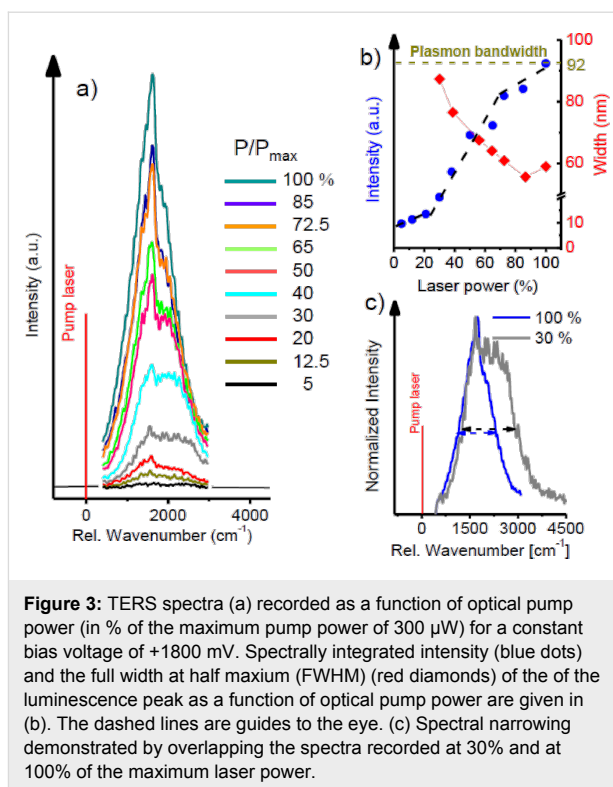 a)
P/Pmax
100 %
85
72.5
65
50
40
30
20
12.5
5
Intensity (a.u.)
Pump laser
0 2000 4000
Rel. Wavenumber (cm⁻¹)
b)
Plasmon bandwidth
Intensity (a.u.)
100
92
80
60
10
0
Width (nm)
0 20 40 60 80 100
Laser power (%)
c)
100 %
30 %
Normalized Intensity
Pump laser
0 1500 3000 4500
Rel. Wavenumber [cm⁻¹]
Figure 3: TERS spectra (a) recorded as a function of optical pump
power (in % of the maximum pump power of 300 µW) for a constant
bias voltage of +1800 mV. Spectrally integrated intensity (blue dots)
and the full width at half maxium (FWHM) (red diamonds) of the of the
luminescence peak as a function of optical pump power are given in
(b). The dashed lines are guides to the eye. (c) Spectral narrowing
demonstrated by overlapping the spectra recorded at 30% and at
100% of the maximum laser power.